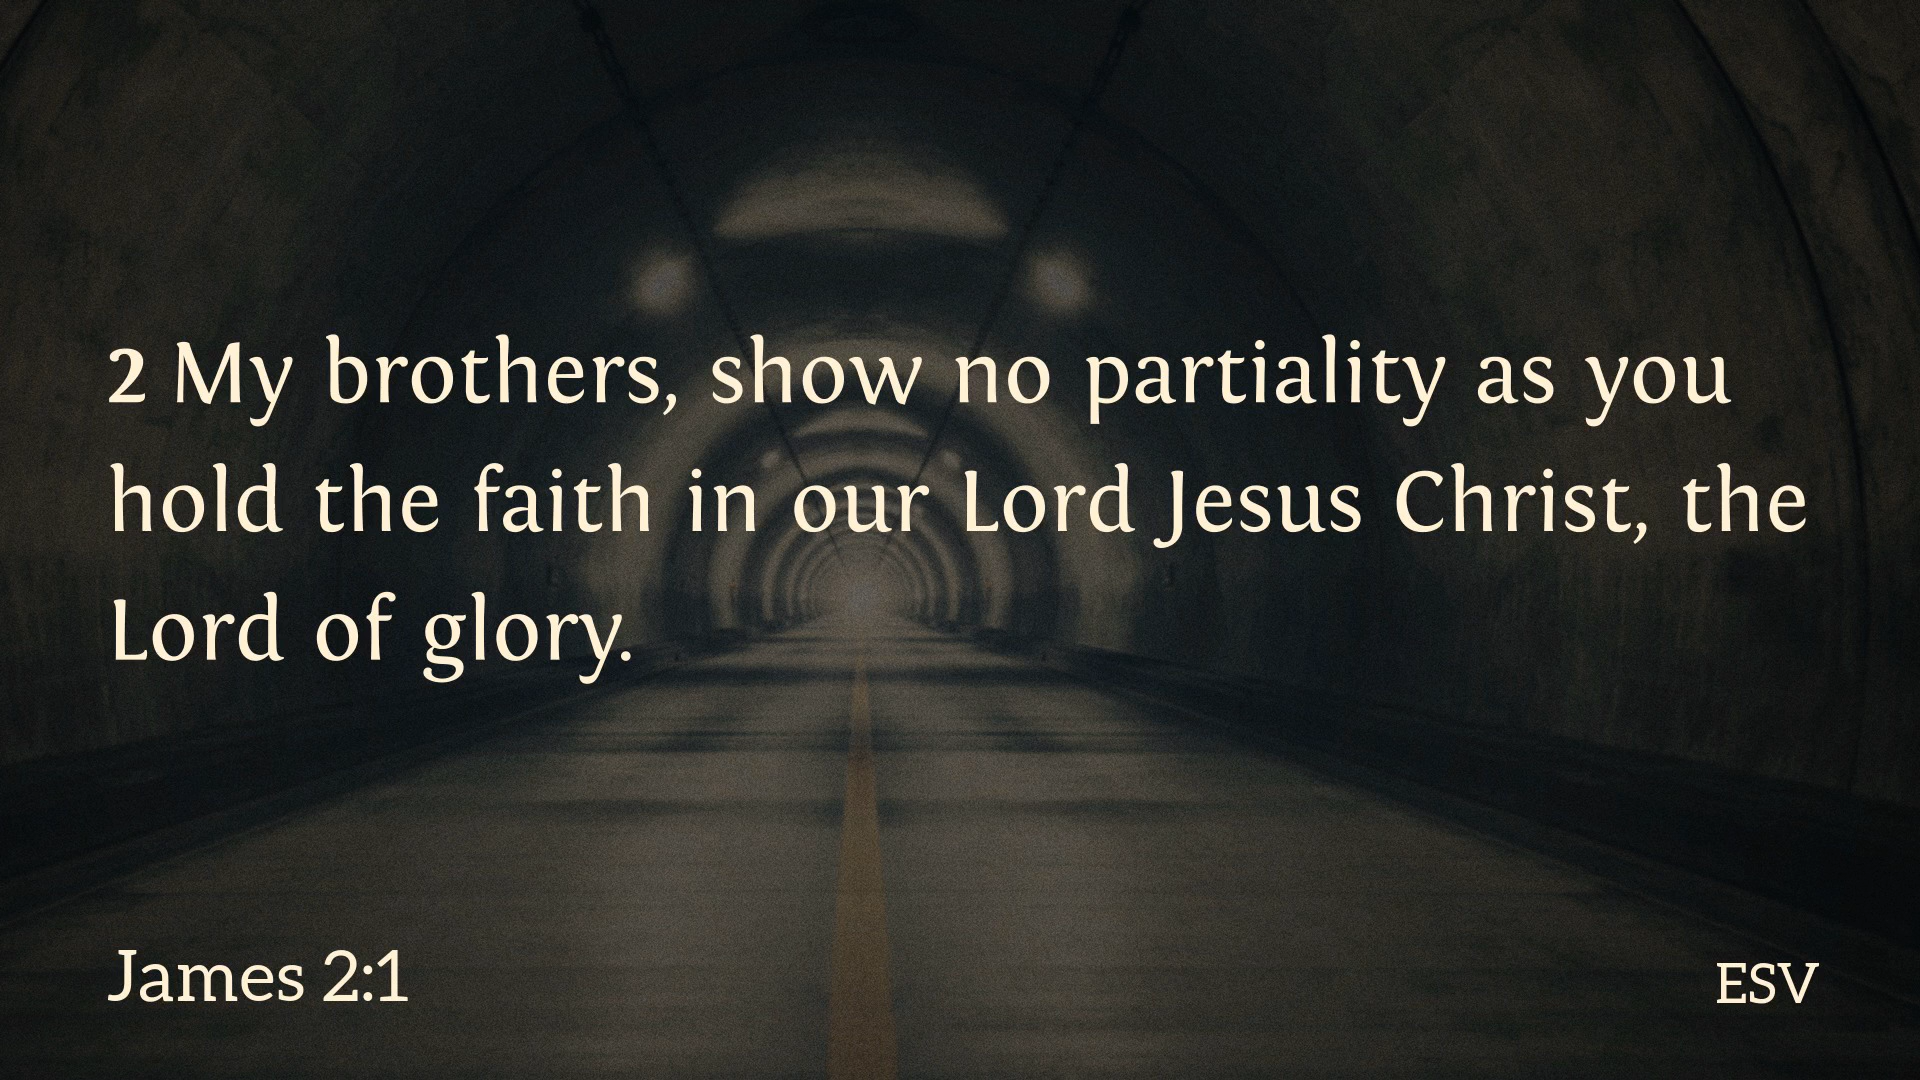 2 My brothers, show no partiality as you
hold the faith in our Lord Jesus Christ, the
Lord of glory.
James 2:1
ESV